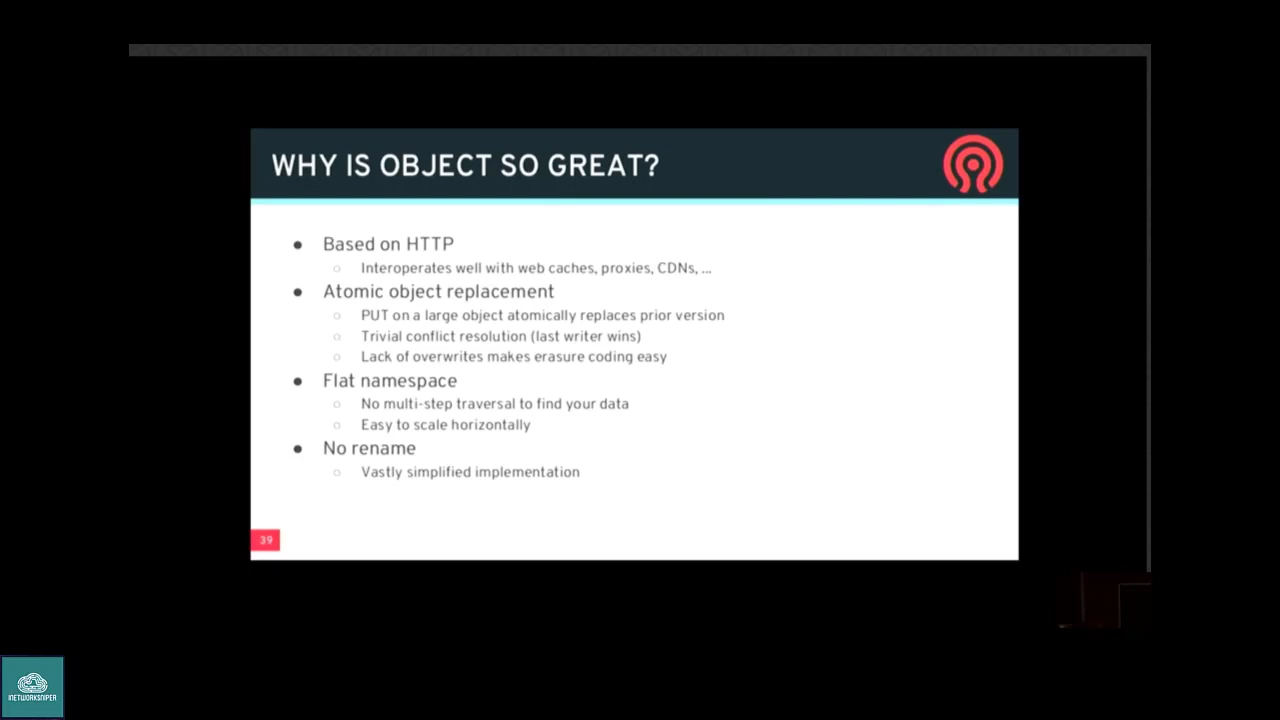 WHY IS OBJECT SO GREAT?
● Based on HTTP
○ Interoperates well with web caches, proxies, CDNs, ...
● Atomic object replacement
○ PUT on a large object atomically replaces prior version
○ Trivial conflict resolution (last writer wins)
○ Lack of overwrites makes erasure coding easy
● Flat namespace
○ No multi-step traversal to find your data
○ Easy to scale horizontally
● No rename
○ Vastly simplified implementation
39
INETWORKSNIPER